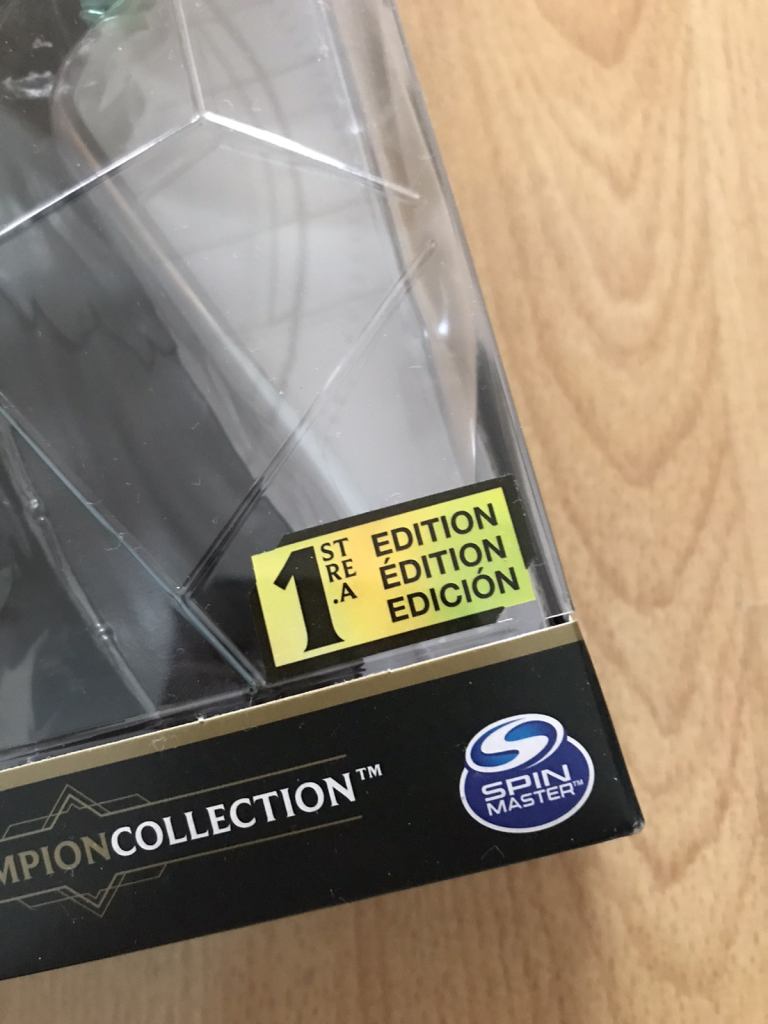 1 ST RE .A
EDITION
ÉDITION
EDICIÓN
MPIONCOLLECTION™
SPIN
MASTER™